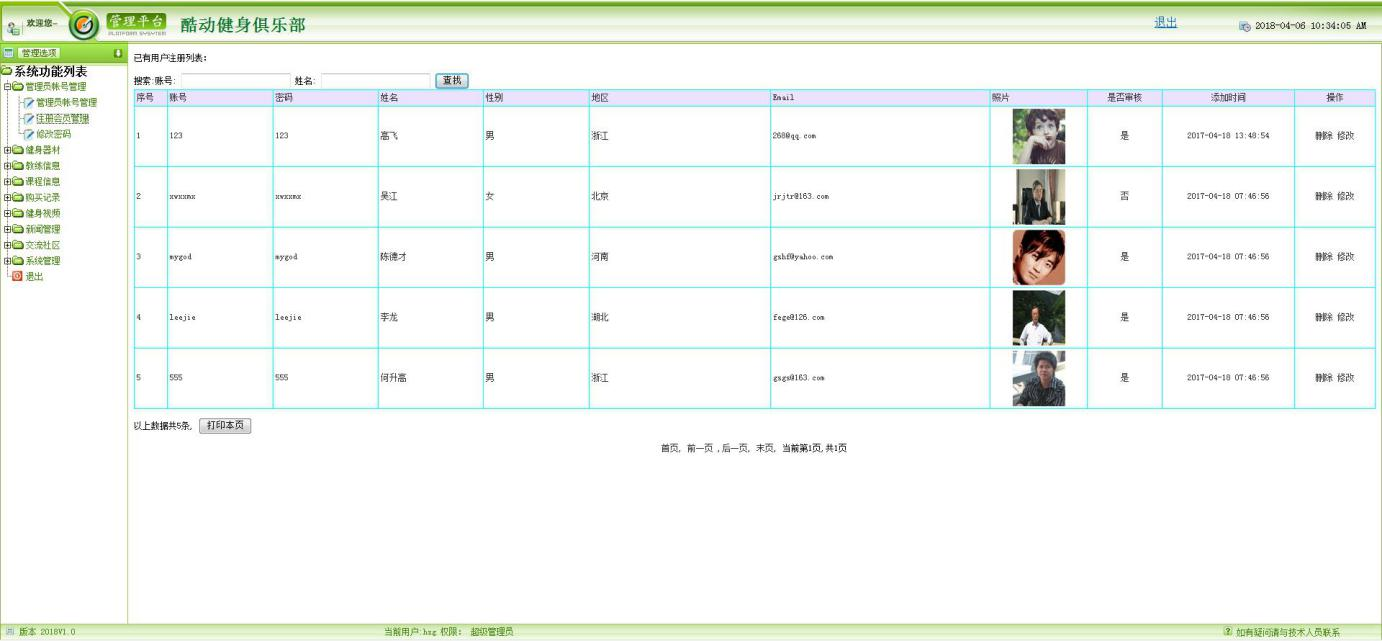 欢迎您- 管理平台 酷动健身俱乐部 退出 2018-04-06 10:34:05 AM
PLATFORM SYSYTEM
管理选项
系统功能列表
管理员帐号管理
管理员帐号管理
注册会员管理
修改密码
健身器材
教练信息
课程信息
购买记录
健身视频
新闻管理
交流社区
系统管理
退出
已有用户注册列表:
搜索:账号: 姓名: 查找
序号 账号 密码 姓名 性别 地区 Email 照片 是否审核 添加时间 操作
1 123 123 高飞 男 浙江 268@qq.com 是 2017-04-18 13:48:54 删除 修改
2 xwxxmx xwxxmx 吴江 女 北京 jrjtr@163.com 否 2017-04-18 07:46:56 删除 修改
3 mygod mygod 陈德才 男 河南 gshf@yahoo.com 是 2017-04-18 07:46:56 删除 修改
4 leejie leejie 李龙 男 湖北 fege@126.com 是 2017-04-18 07:46:56 删除 修改
5 555 555 何升高 男 浙江 gsgs@163.com 是 2017-04-18 07:46:56 删除 修改
以上数据共5条, 打印本页
首页, 前一页 ,后一页, 末页, 当前第1页,共1页
版本 2018V1.0 当前用户:hxg 权限: 超级管理员 如有疑问请与技术人员联系